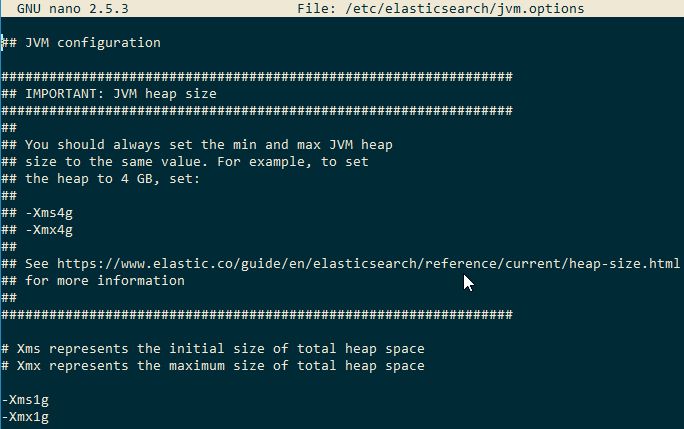 GNU nano 2.5.3 File: /etc/elasticsearch/jvm.options
## JVM configuration
################################################################
## IMPORTANT: JVM heap size
################################################################
##
## You should always set the min and max JVM heap
## size to the same value. For example, to set
## the heap to 4 GB, set:
##
## -Xms4g
## -Xmx4g
##
## See https://www.elastic.co/guide/en/elasticsearch/reference/current/heap-size.html
## for more information
##
################################################################
# Xms represents the initial size of total heap space
# Xmx represents the maximum size of total heap space
-Xms1g
-Xmx1g